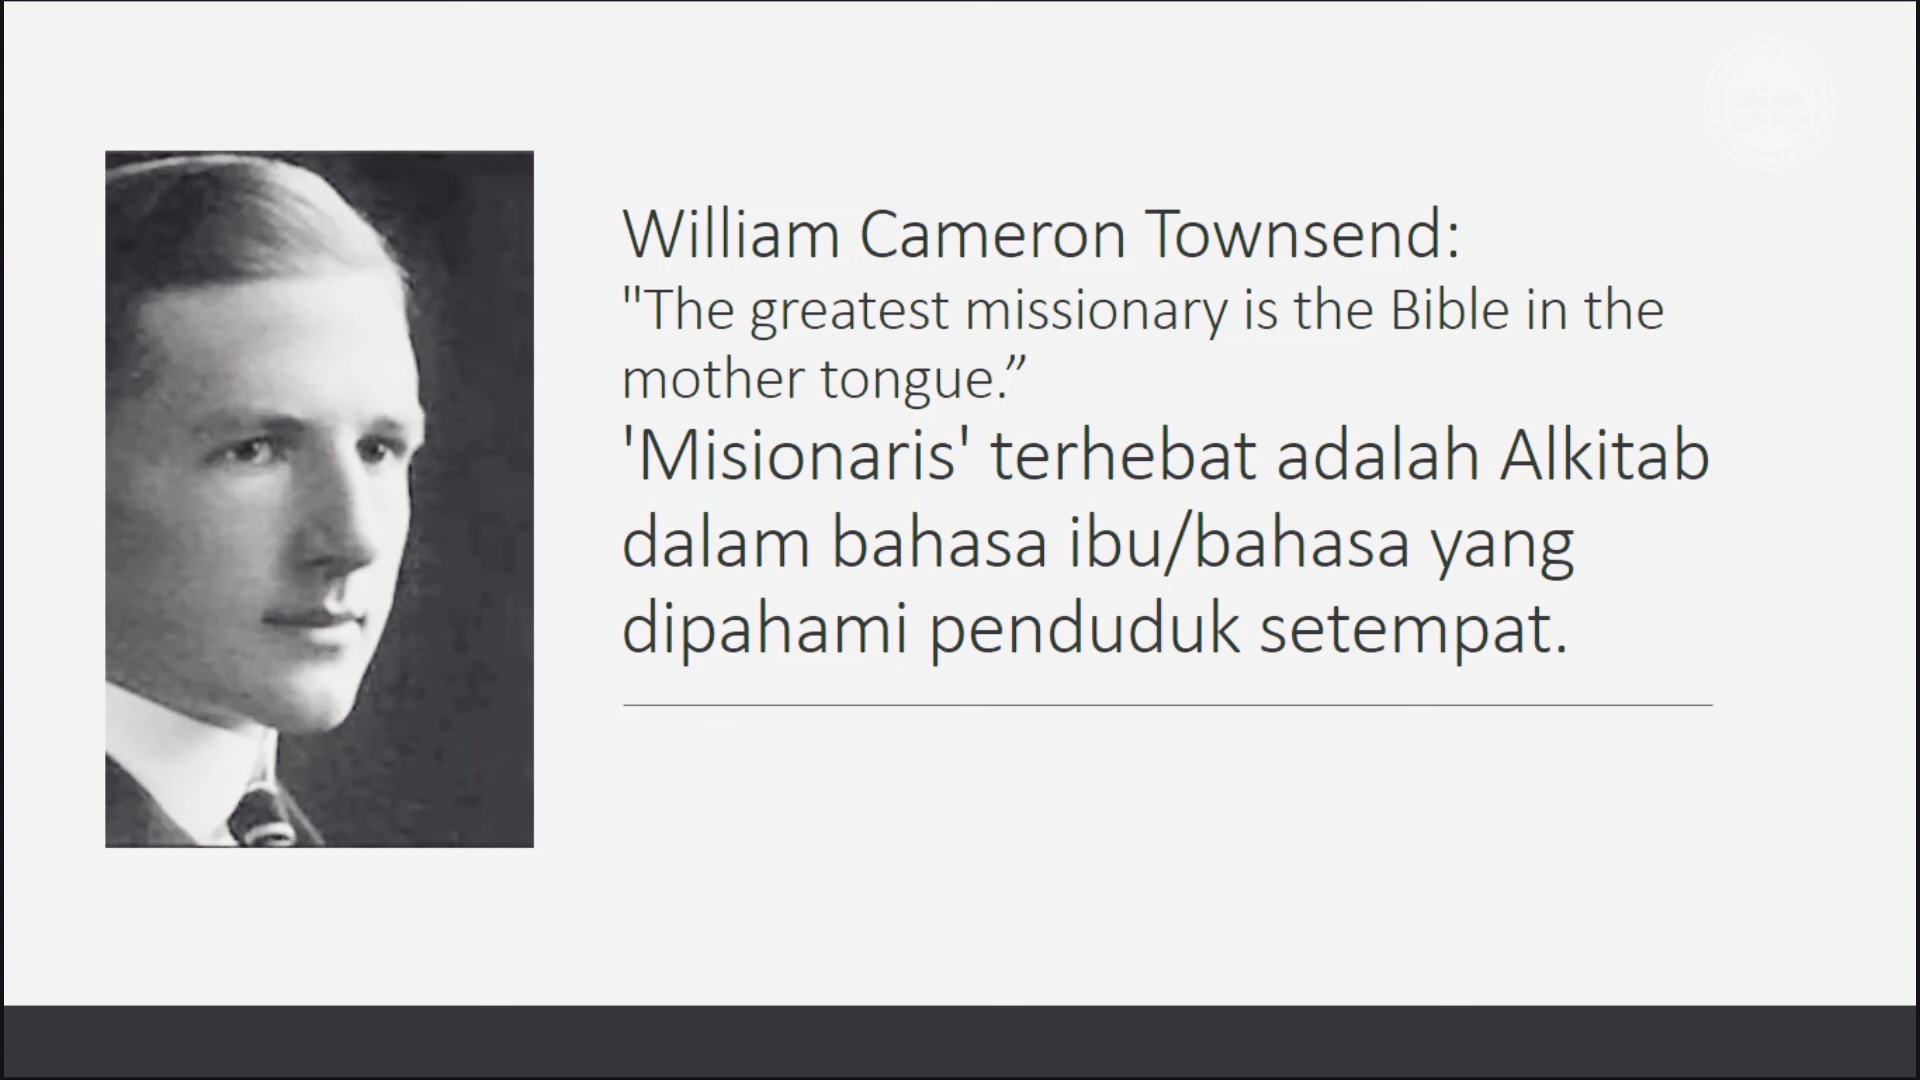 William Cameron Townsend:
"The greatest missionary is the Bible in the
mother tongue.”
'Misionaris' terhebat adalah Alkitab
dalam bahasa ibu/bahasa yang
dipahami penduduk setempat.